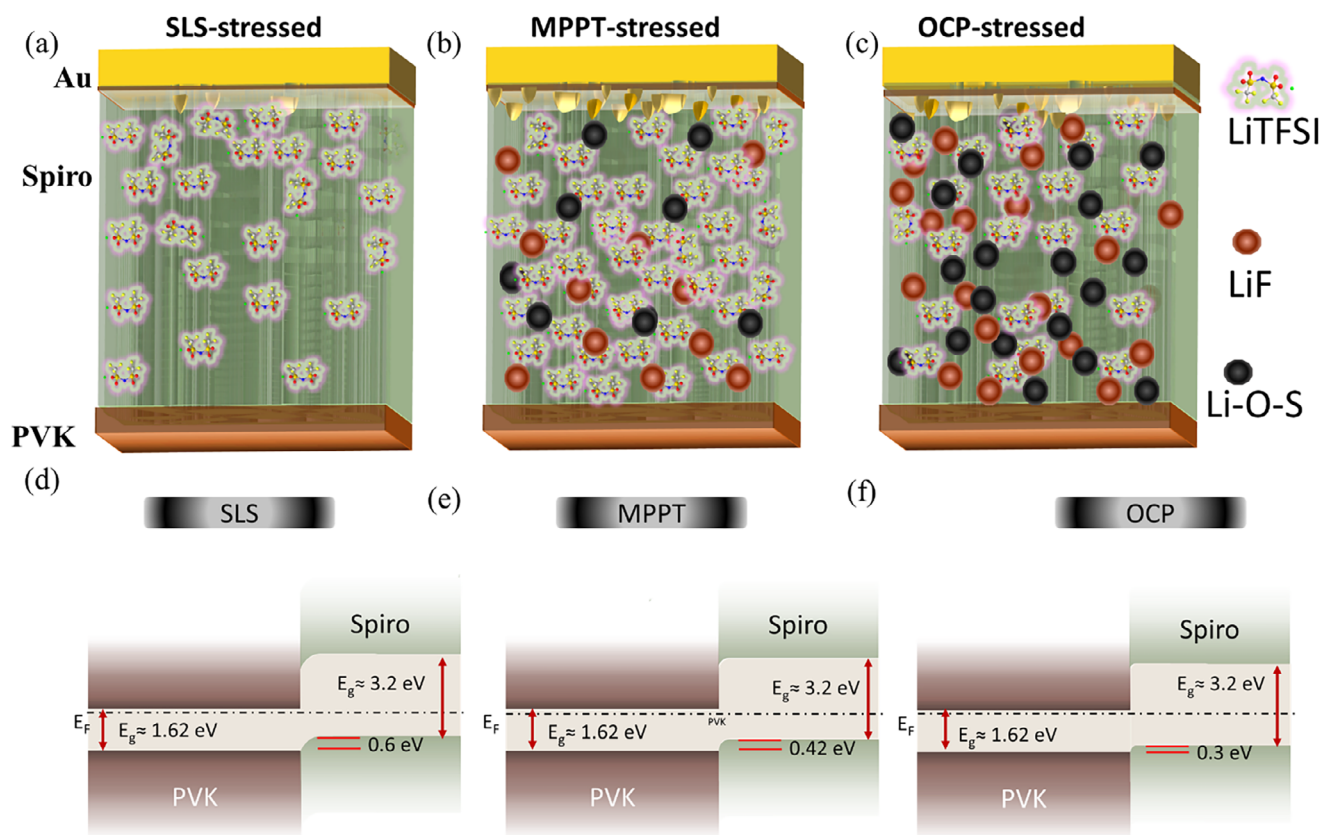 (a) SLS-stressed
(b) MPPT-stressed
(c) OCP-stressed
Au
Spiro
PVK
LiTFSI
LiF
Li-O-S
(d)
SLS
Spiro
Eg≈ 3.2 eV
EF
Eg≈ 1.62 eV
0.6 eV
PVK
(e)
MPPT
Spiro
Eg≈ 3.2 eV
EF
PVK
Eg≈ 1.62 eV
0.42 eV
PVK
(f)
OCP
Spiro
Eg≈ 3.2 eV
EF
Eg≈ 1.62 eV
0.3 eV
PVK